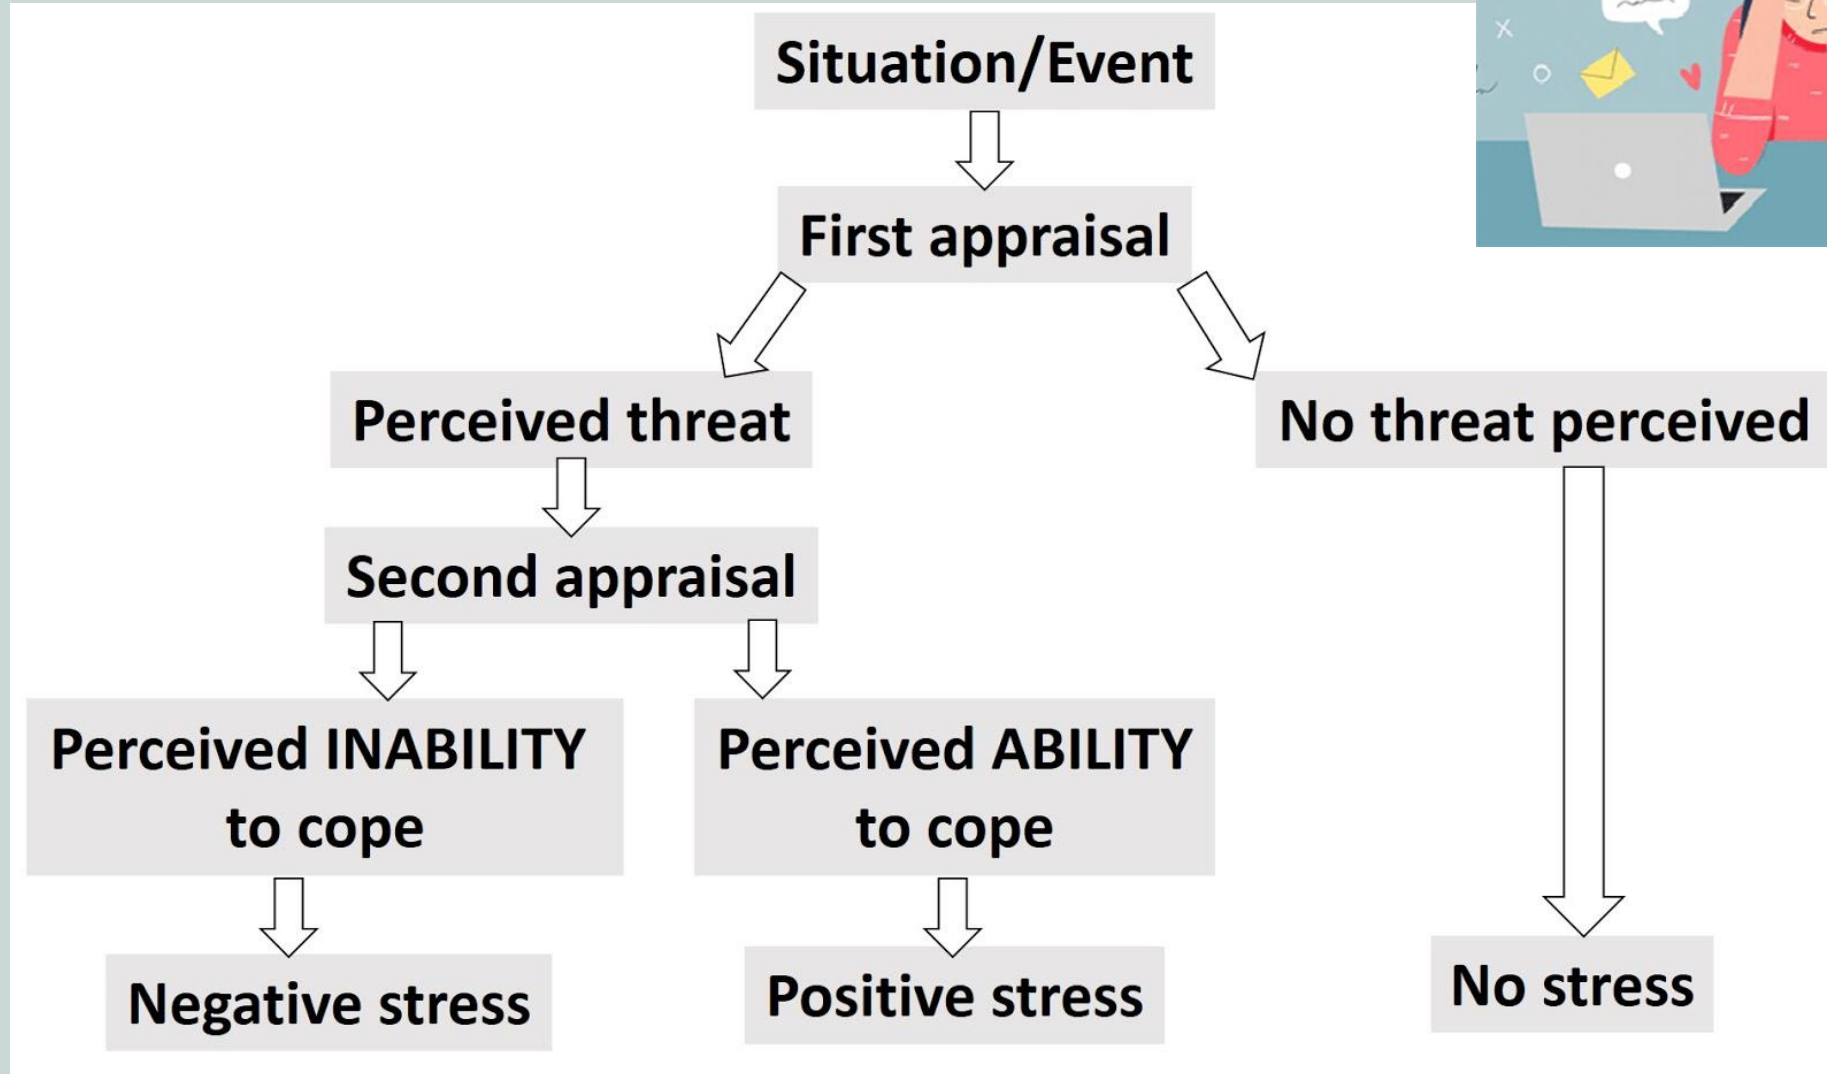 Situation/Event
First appraisal
Perceived threat
No threat perceived
Second appraisal
Perceived INABILITY
to cope
Perceived ABILITY
to cope
Negative stress
Positive stress
No stress